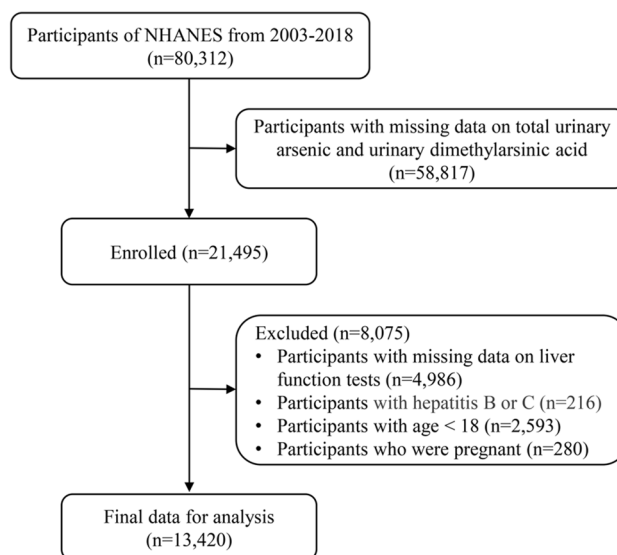 Participants of NHANES from 2003-2018
(n=80,312)
Participants with missing data on total urinary
arsenic and urinary dimethylarsinic acid
(n=58,817)
Enrolled (n=21,495)
Excluded (n=8,075)
• Participants with missing data on liver
function tests (n=4,986)
• Participants with hepatitis B or C (n=216)
• Participants with age < 18 (n=2,593)
• Participants who were pregnant (n=280)
Final data for analysis
(n=13,420)